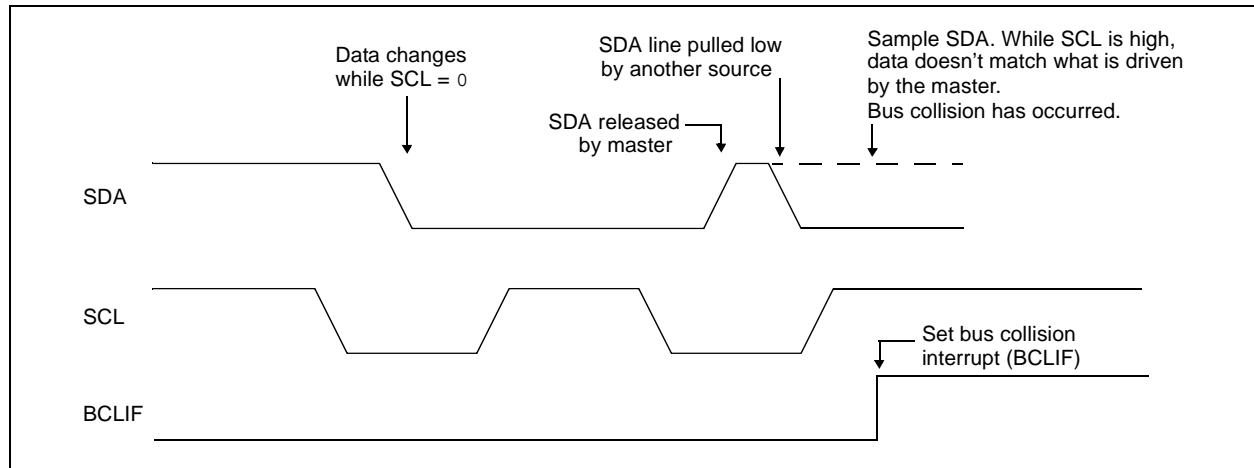 Data changes
while SCL = 0
SDA line pulled low
by another source
Sample SDA. While SCL is high,
data doesn't match what is driven
by the master.
Bus collision has occurred.
SDA released
by master
SDA
SCL
Set bus collision
interrupt (BCLIF)
BCLIF